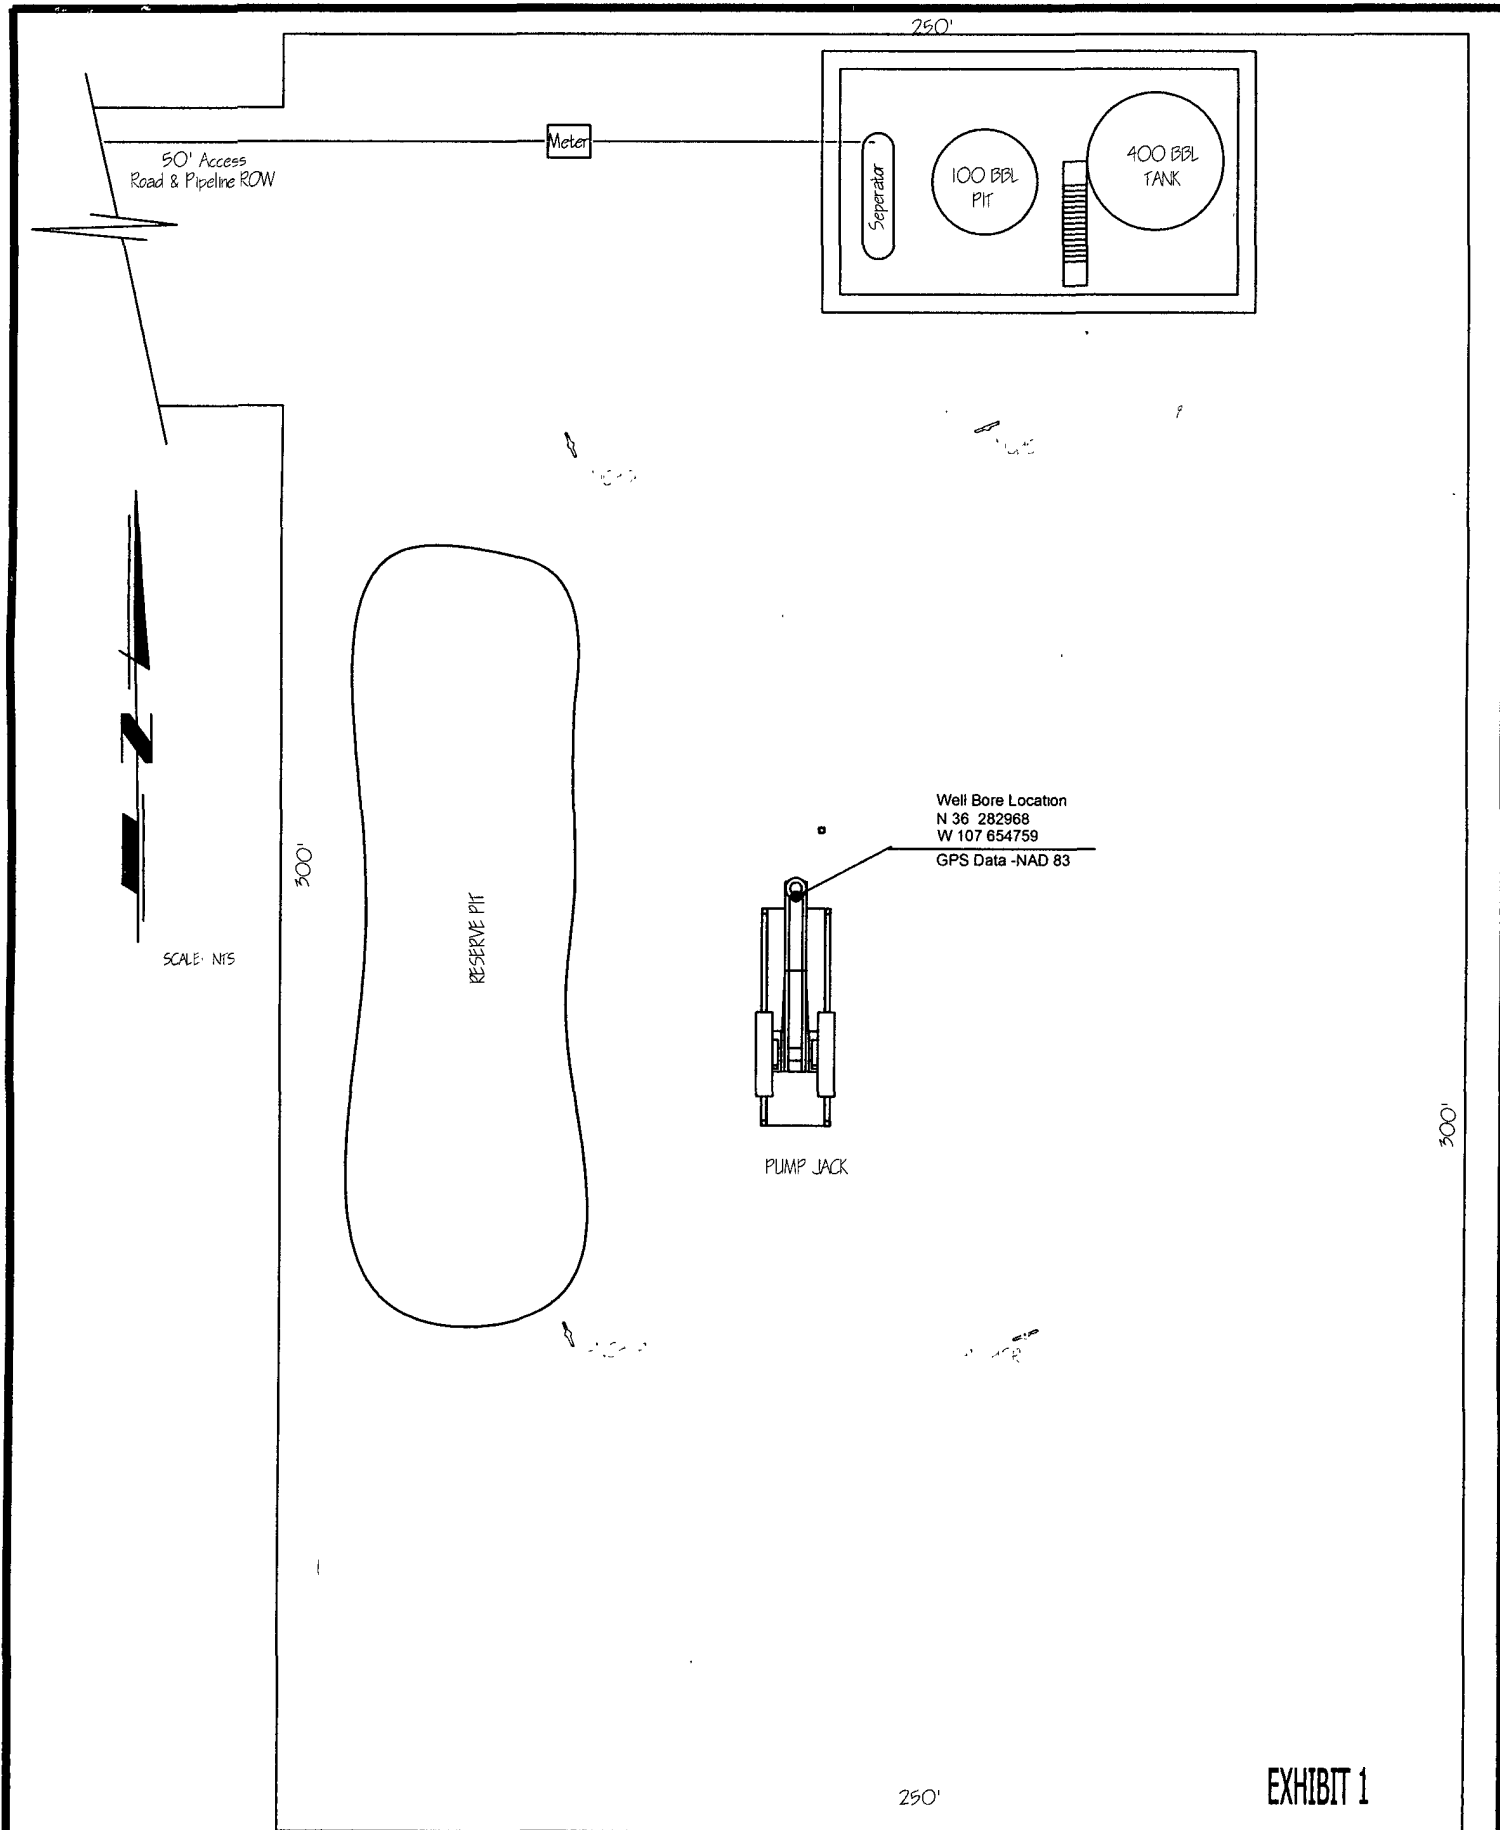 250'
50' Access
Road & Pipeline ROW
Meter
Seperator
100 BBL
PIT
400 BBL
TANK
N
SCALE: NTS
300'
RESERVE PIT
Well Bore Location
N 36 282968
W 107 654759
GPS Data -NAD 83
PUMP JACK
300'
250'
EXHIBIT 1